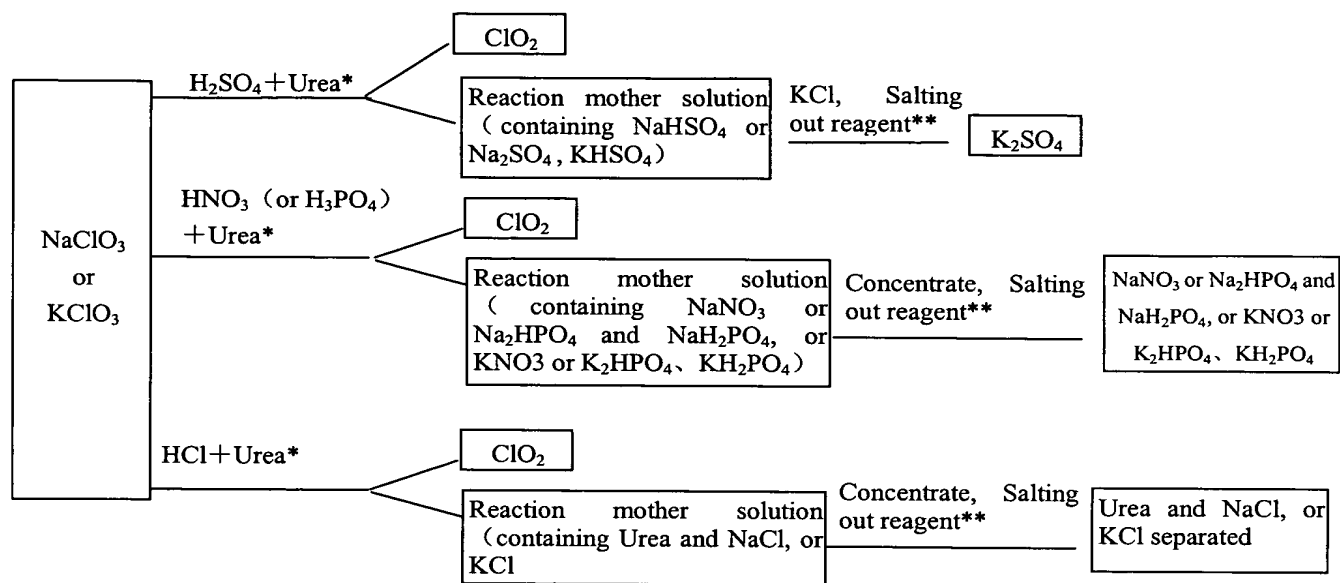 NaClO₃
or
KClO₃
H₂SO₄+Urea*
ClO₂
Reaction mother solution
( containing NaHSO₄ or
Na₂SO₄ , KHSO₄)
KCl, Salting
out reagent**
K₂SO₄
HNO₃ (or H₃PO₄)
+Urea*
ClO₂
Reaction mother solution
( containing NaNO₃ or
Na₂HPO₄ and NaH₂PO₄, or
KNO3 or K₂HPO₄、KH₂PO₄)
Concentrate, Salting
out reagent**
NaNO₃ or Na₂HPO₄ and
NaH₂PO₄, or KNO3 or
K₂HPO₄、KH₂PO₄
HCl+Urea*
ClO₂
Reaction mother solution
(containing Urea and NaCl, or
KCl
Concentrate, Salting
out reagent**
Urea and NaCl, or
KCl separated